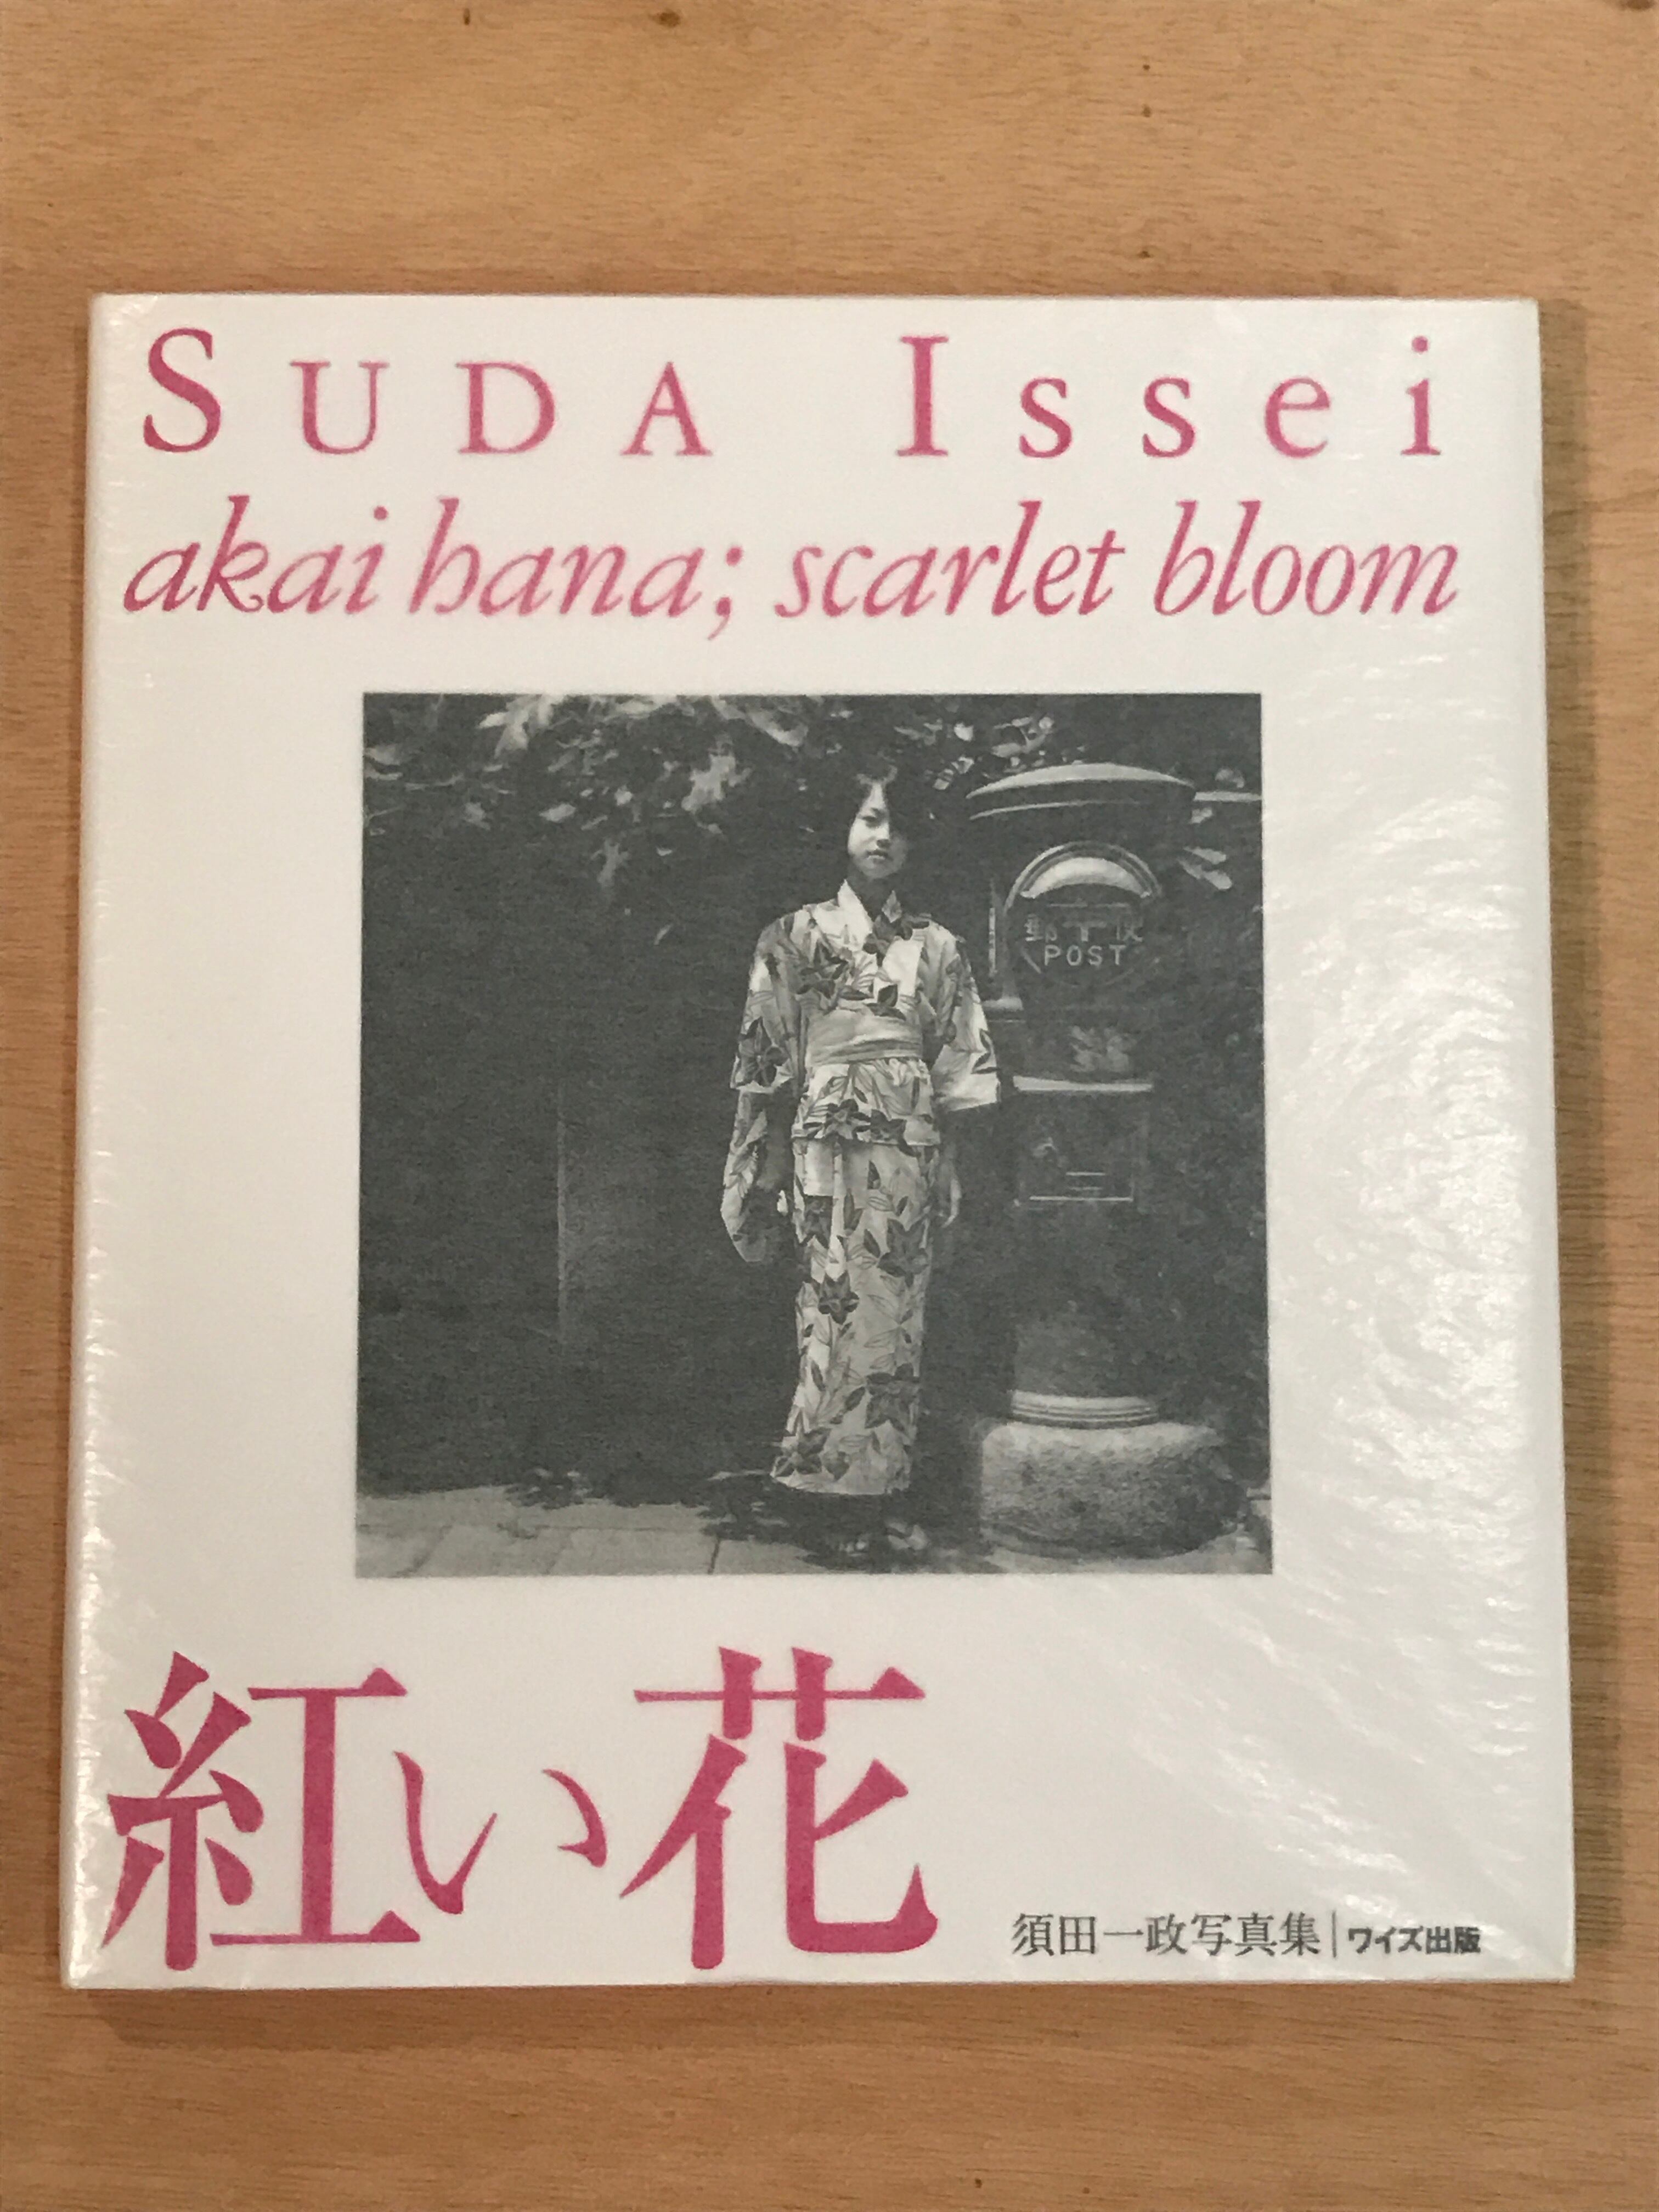 SUDA Issei
akai hana; scarlet bloom
POST
紅い花
須田一政写真集|ワイズ出版